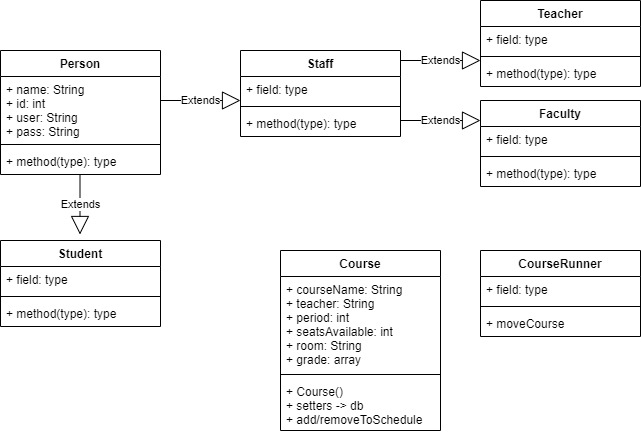 Teacher
+ field: type
+ method(type): type
Person
+ name: String
+ id: int
+ user: String
+ pass: String
+ method(type): type
Extends
Staff
+ field: type
+ method(type): type
Extends
Extends
Faculty
+ field: type
+ method(type): type
Extends
Student
+ field: type
+ method(type): type
Course
+ courseName: String
+ teacher: String
+ period: int
+ seatsAvailable: int
+ room: String
+ grade: array
+ Course()
+ setters -> db
+ add/removeToSchedule
CourseRunner
+ field: type
+ moveCourse